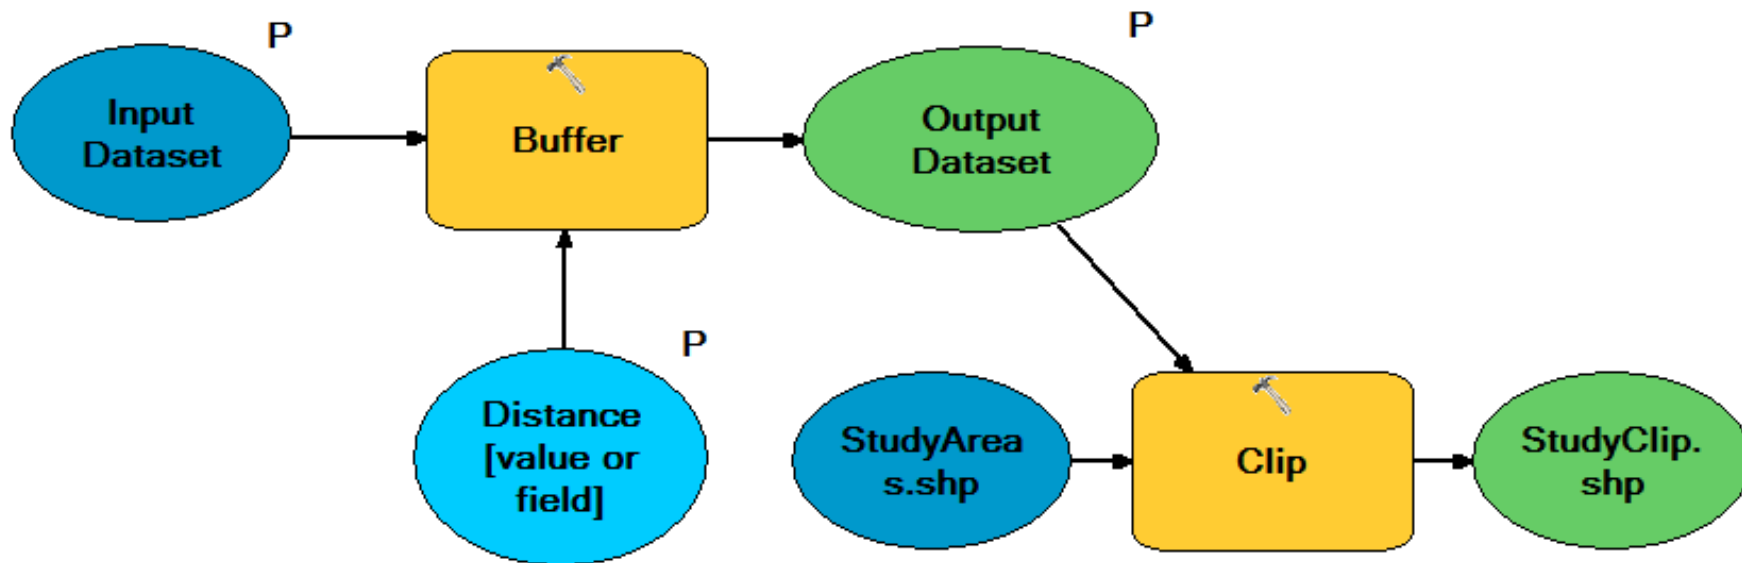 P
P
Input
Dataset
Buffer
Output
Dataset
P
Distance
[value or
field]
StudyArea
s.shp
Clip
StudyClip.
shp